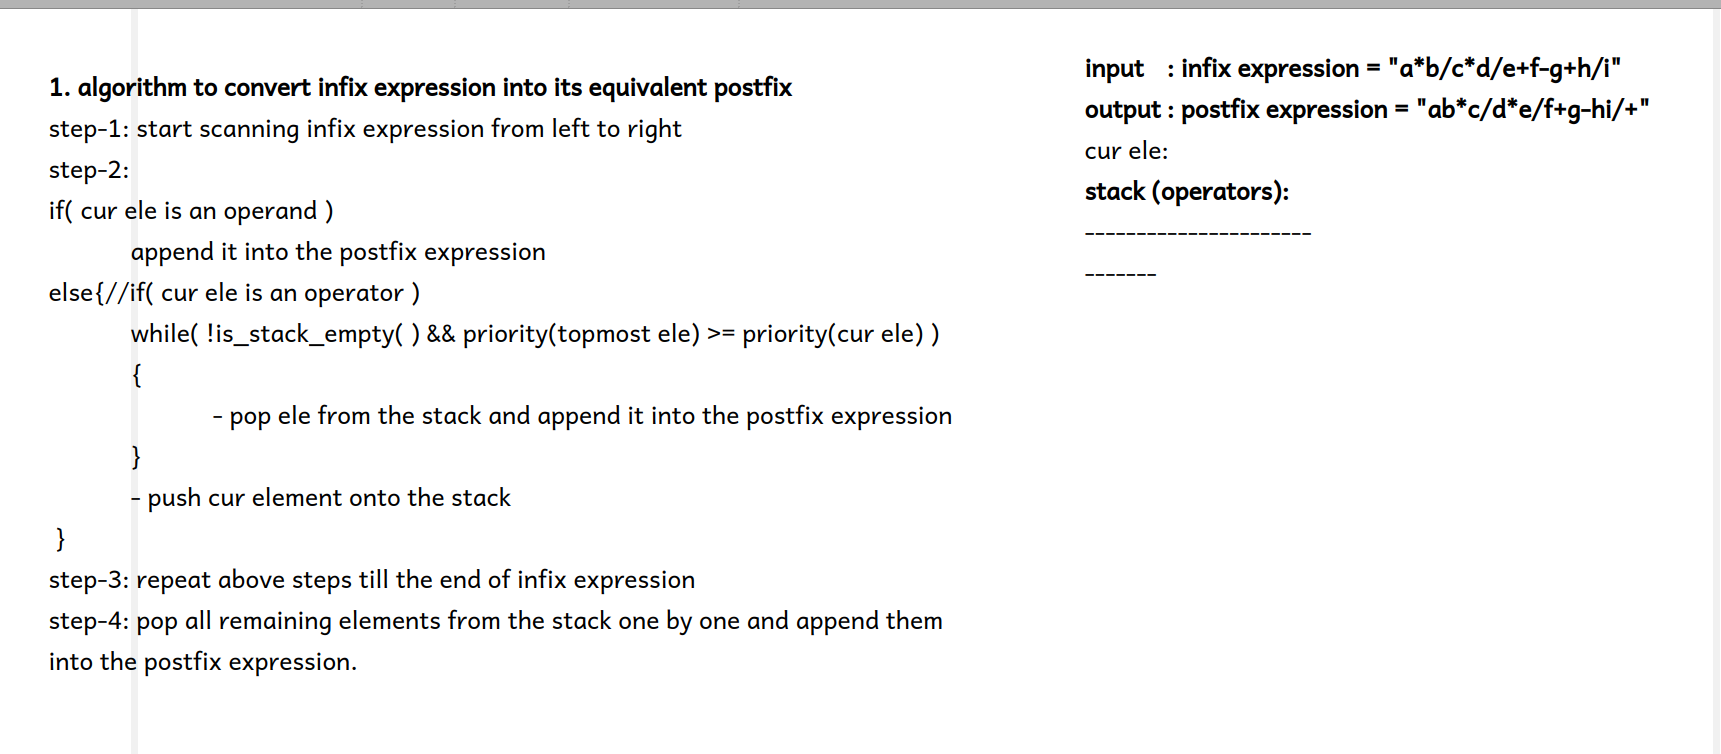 1. algorithm to convert infix expression into its equivalent postfix
step-1: start scanning infix expression from left to right
step-2:
if( cur ele is an operand )
append it into the postfix expression
else{//if( cur ele is an operator )
while( !is_stack_empty( ) && priority(topmost ele) >= priority(cur ele) )
{
- pop ele from the stack and append it into the postfix expression
}
- push cur element onto the stack
}
step-3: repeat above steps till the end of infix expression
step-4: pop all remaining elements from the stack one by one and append them
into the postfix expression.
input : infix expression = "a*b/c*d/e+f-g+h/i"
output : postfix expression = "ab*c/d*e/f+g-hi/+"
cur ele:
stack (operators):
----------------------
-------